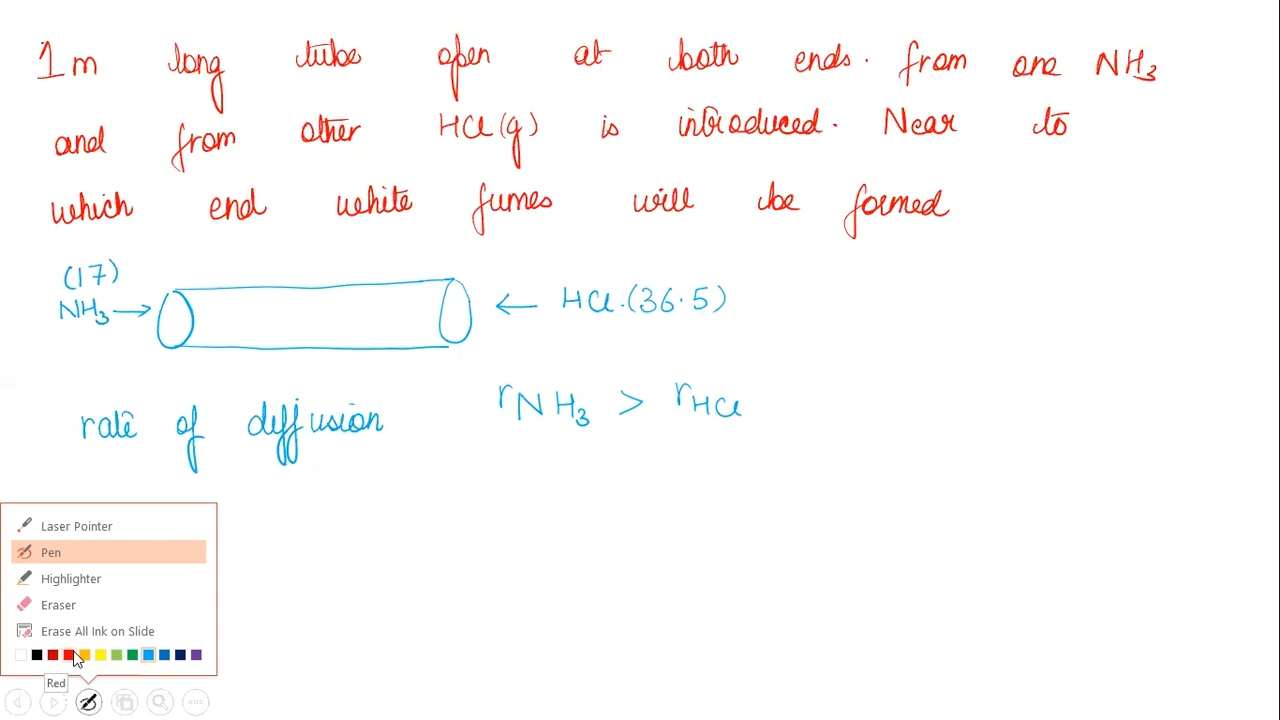 1m long tube open at both ends. from one NH3
and from other HCl(g) is introduced. Near to
which end white fumes will be formed
(17)
NH3 → ← HCl.(36.5)
rate of diffusion rNH3 > rHCl
Laser Pointer
Pen
Highlighter
Eraser
Erase All Ink on Slide
Red